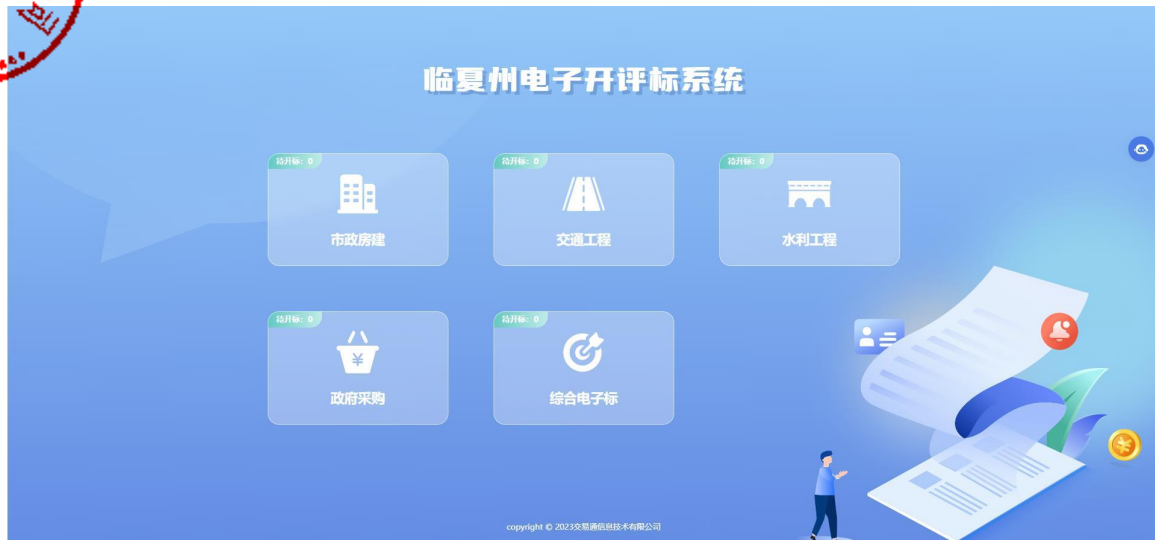 临夏州电子开评标系统
待开标：0
市政房建
待开标：0
交通工程
待开标：0
水利工程
待开标：0
¥
政府采购
待开标：0
综合电子标
¥
copyright © 2023交易通信息技术有限公司